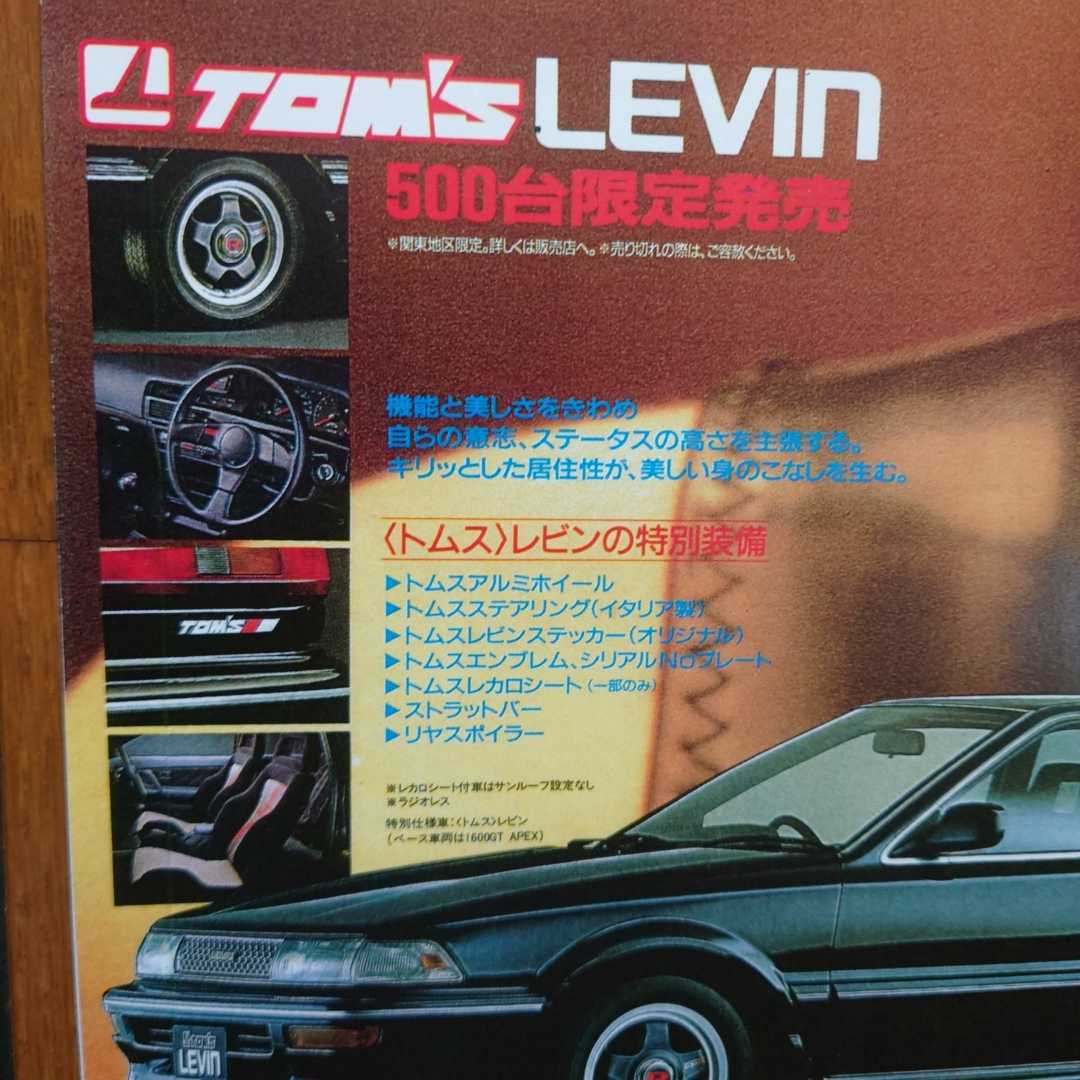 TOM'S LEVIN
500台限定発売
※関東地区限定。詳しくは販売店へ。※売り切れの際は、ご容赦ください。
機能と美しさをきわめ
自らの意志、ステータスの高さを主張する。
キリッとした居住性が、美しい身のこなしを生む。
〈トムス〉レビンの特別装備
▶トムスアルミホイール
▶トムスステアリング(イタリア製)
▶トムスレビンステッカー(オリジナル)
▶トムスエンブレム、シリアルNoプレート
▶トムスレカロシート(一部のみ)
▶ストラットバー
▶リヤスポイラー
※レカロシート付車はサンルーフ設定なし
※ラジオレス
特別仕様車:〈トムス〉レビン
(ベース車両は1600GT APEX)
TOM'S
TOM'S
LEVIN